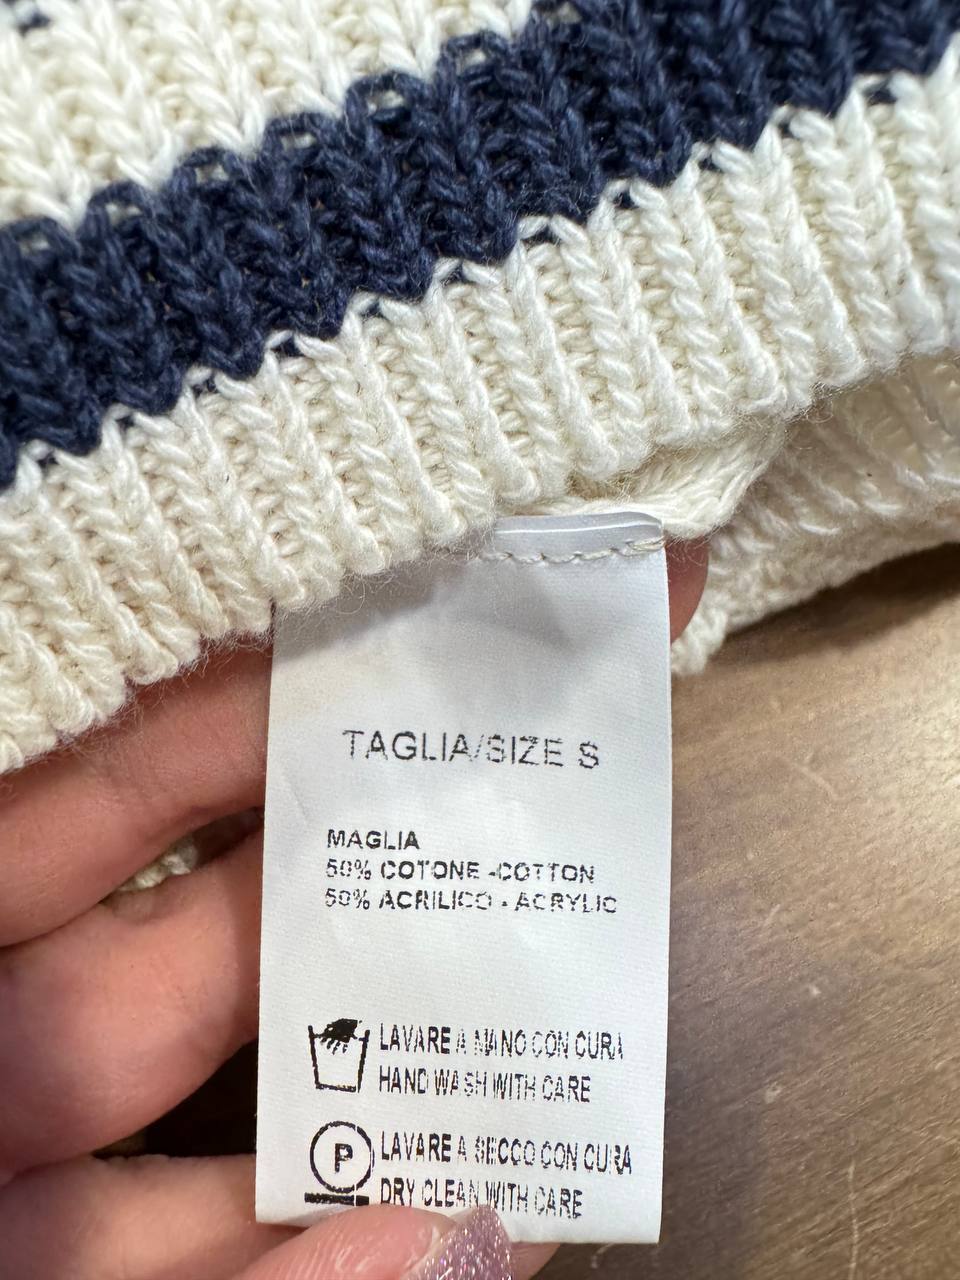 TAGLIA/SIZE S
MAGLIA
50% COTONE -COTTON
50% ACRILICO - ACRYLIC
LAVARE A MANO CON CURA
HAND WASH WITH CARE
P
LAVARE A SECCO CON CURA
DRY CLEAN WITH CARE